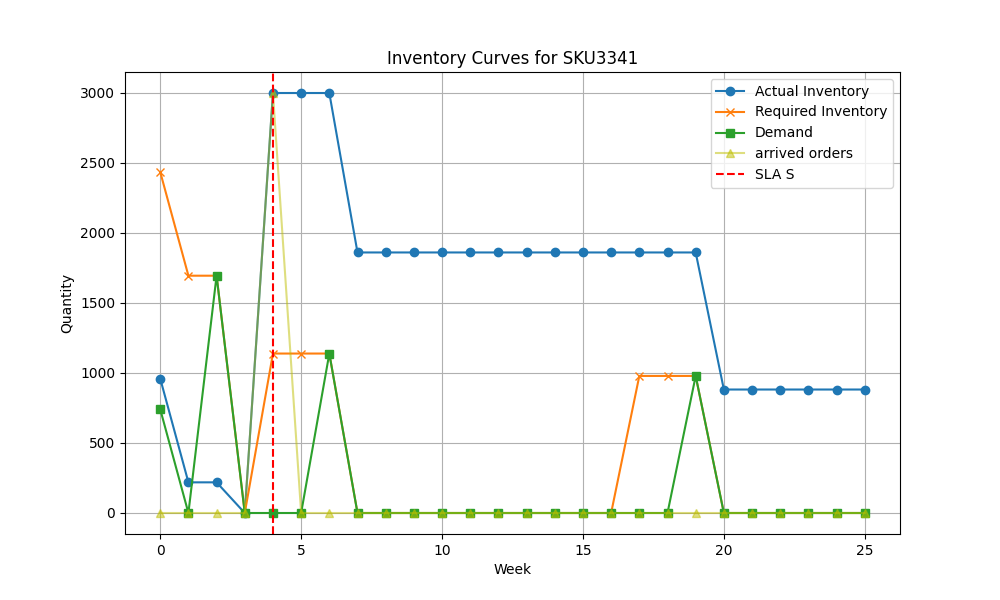 Inventory Curves for SKU3341
Actual Inventory
Required Inventory
Demand
arrived orders
SLA S
3000
2500
2000
1500
1000
500
0
Quantity
0 5 10 15 20 25
Week